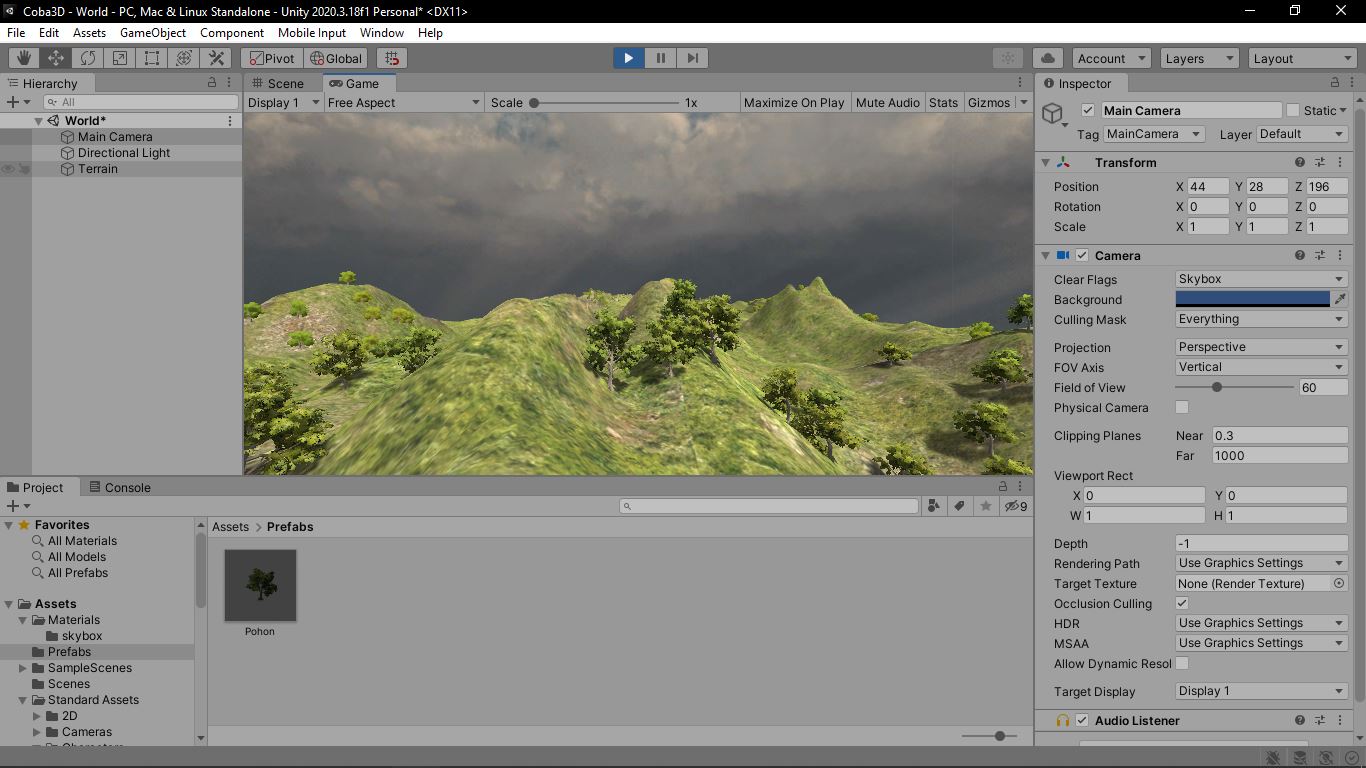 Coba3D - World - PC, Mac & Linux Standalone - Unity 2020.3.18f1 Personal* <DX11>
File Edit Assets GameObject Component Mobile Input Window Help
Pivot Global Account Layers Layout
Hierarchy
All
World*
Main Camera
Directional Light
Terrain
Scene Game
Display 1 Free Aspect Scale 1x Maximize On Play Mute Audio Stats Gizmos
Inspector
Main Camera Static
Tag MainCamera Layer Default
Transform
Position X 44 Y 28 Z 196
Rotation X 0 Y 0 Z 0
Scale X 1 Y 1 Z 1
Camera
Clear Flags Skybox
Background
Culling Mask Everything
Projection Perspective
FOV Axis Vertical
Field of View 60
Physical Camera
Clipping Planes Near 0.3
Far 1000
Viewport Rect
X 0 Y 0
W 1 H 1
Depth -1
Rendering Path Use Graphics Settings
Target Texture None (Render Texture)
Occlusion Culling
HDR Use Graphics Settings
MSAA Use Graphics Settings
Allow Dynamic Resol
Target Display Display 1
Audio Listener
Project Console
9
Favorites
All Materials
All Models
All Prefabs
Assets
Materials
skybox
Prefabs
SampleScenes
Scenes
Standard Assets
2D
Cameras
Assets > Prefabs
Pohon